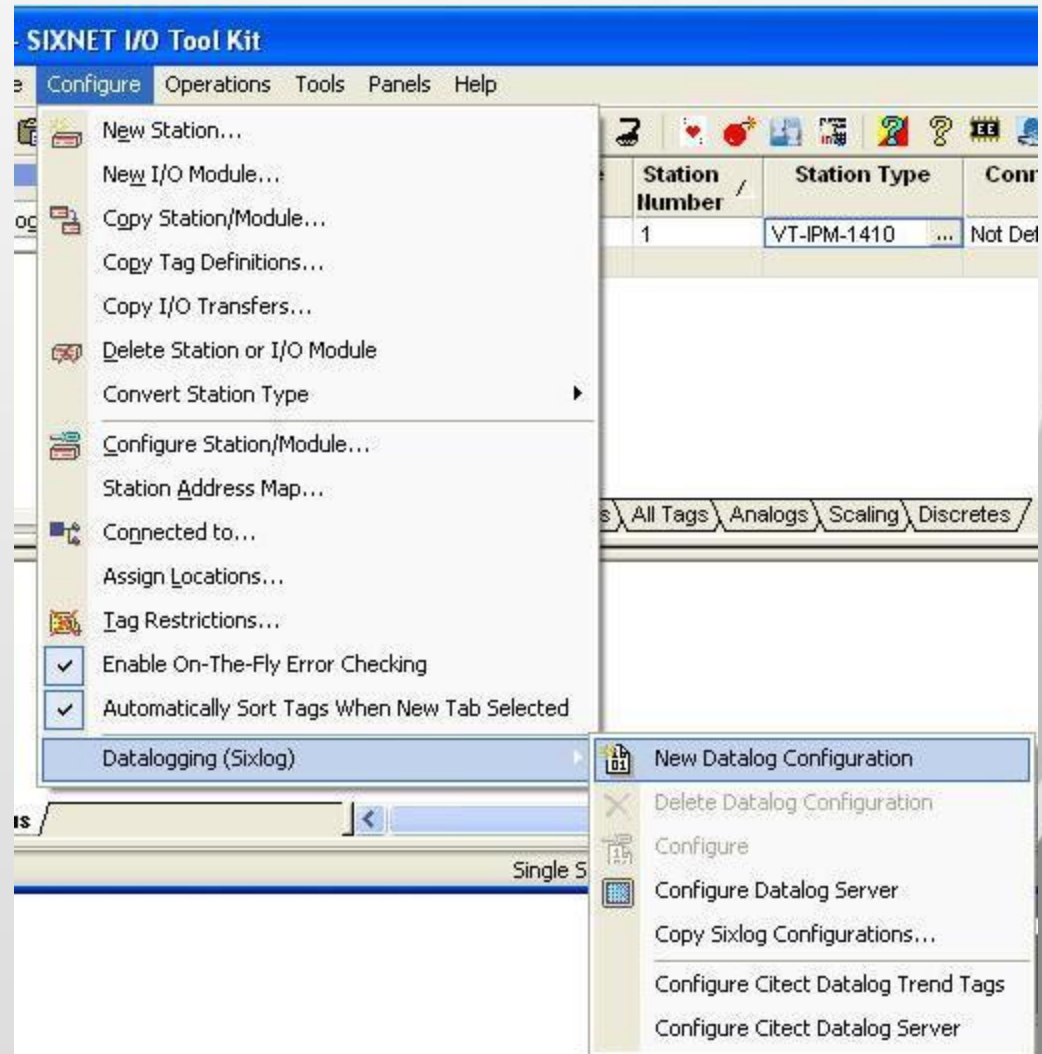 - SIXNET I/O Tool Kit
e Configure Operations Tools Panels Help
New Station...
New I/O Module...
Copy Station/Module...
Copy Tag Definitions...
Copy I/O Transfers...
Delete Station or I/O Module
Convert Station Type
Configure Station/Module...
Station Address Map...
Connected to...
Assign Locations...
Tag Restrictions...
Enable On-The-Fly Error Checking
Automatically Sort Tags When New Tab Selected
Datalogging (Sixlog)
Station Number / Station Type Conr
1 VT-IPM-1410 ... Not Def
s All Tags Analogs Scaling Discretes
Single S
New Datalog Configuration
Delete Datalog Configuration
Configure
Configure Datalog Server
Copy Sixlog Configurations...
Configure Citect Datalog Trend Tags
Configure Citect Datalog Server